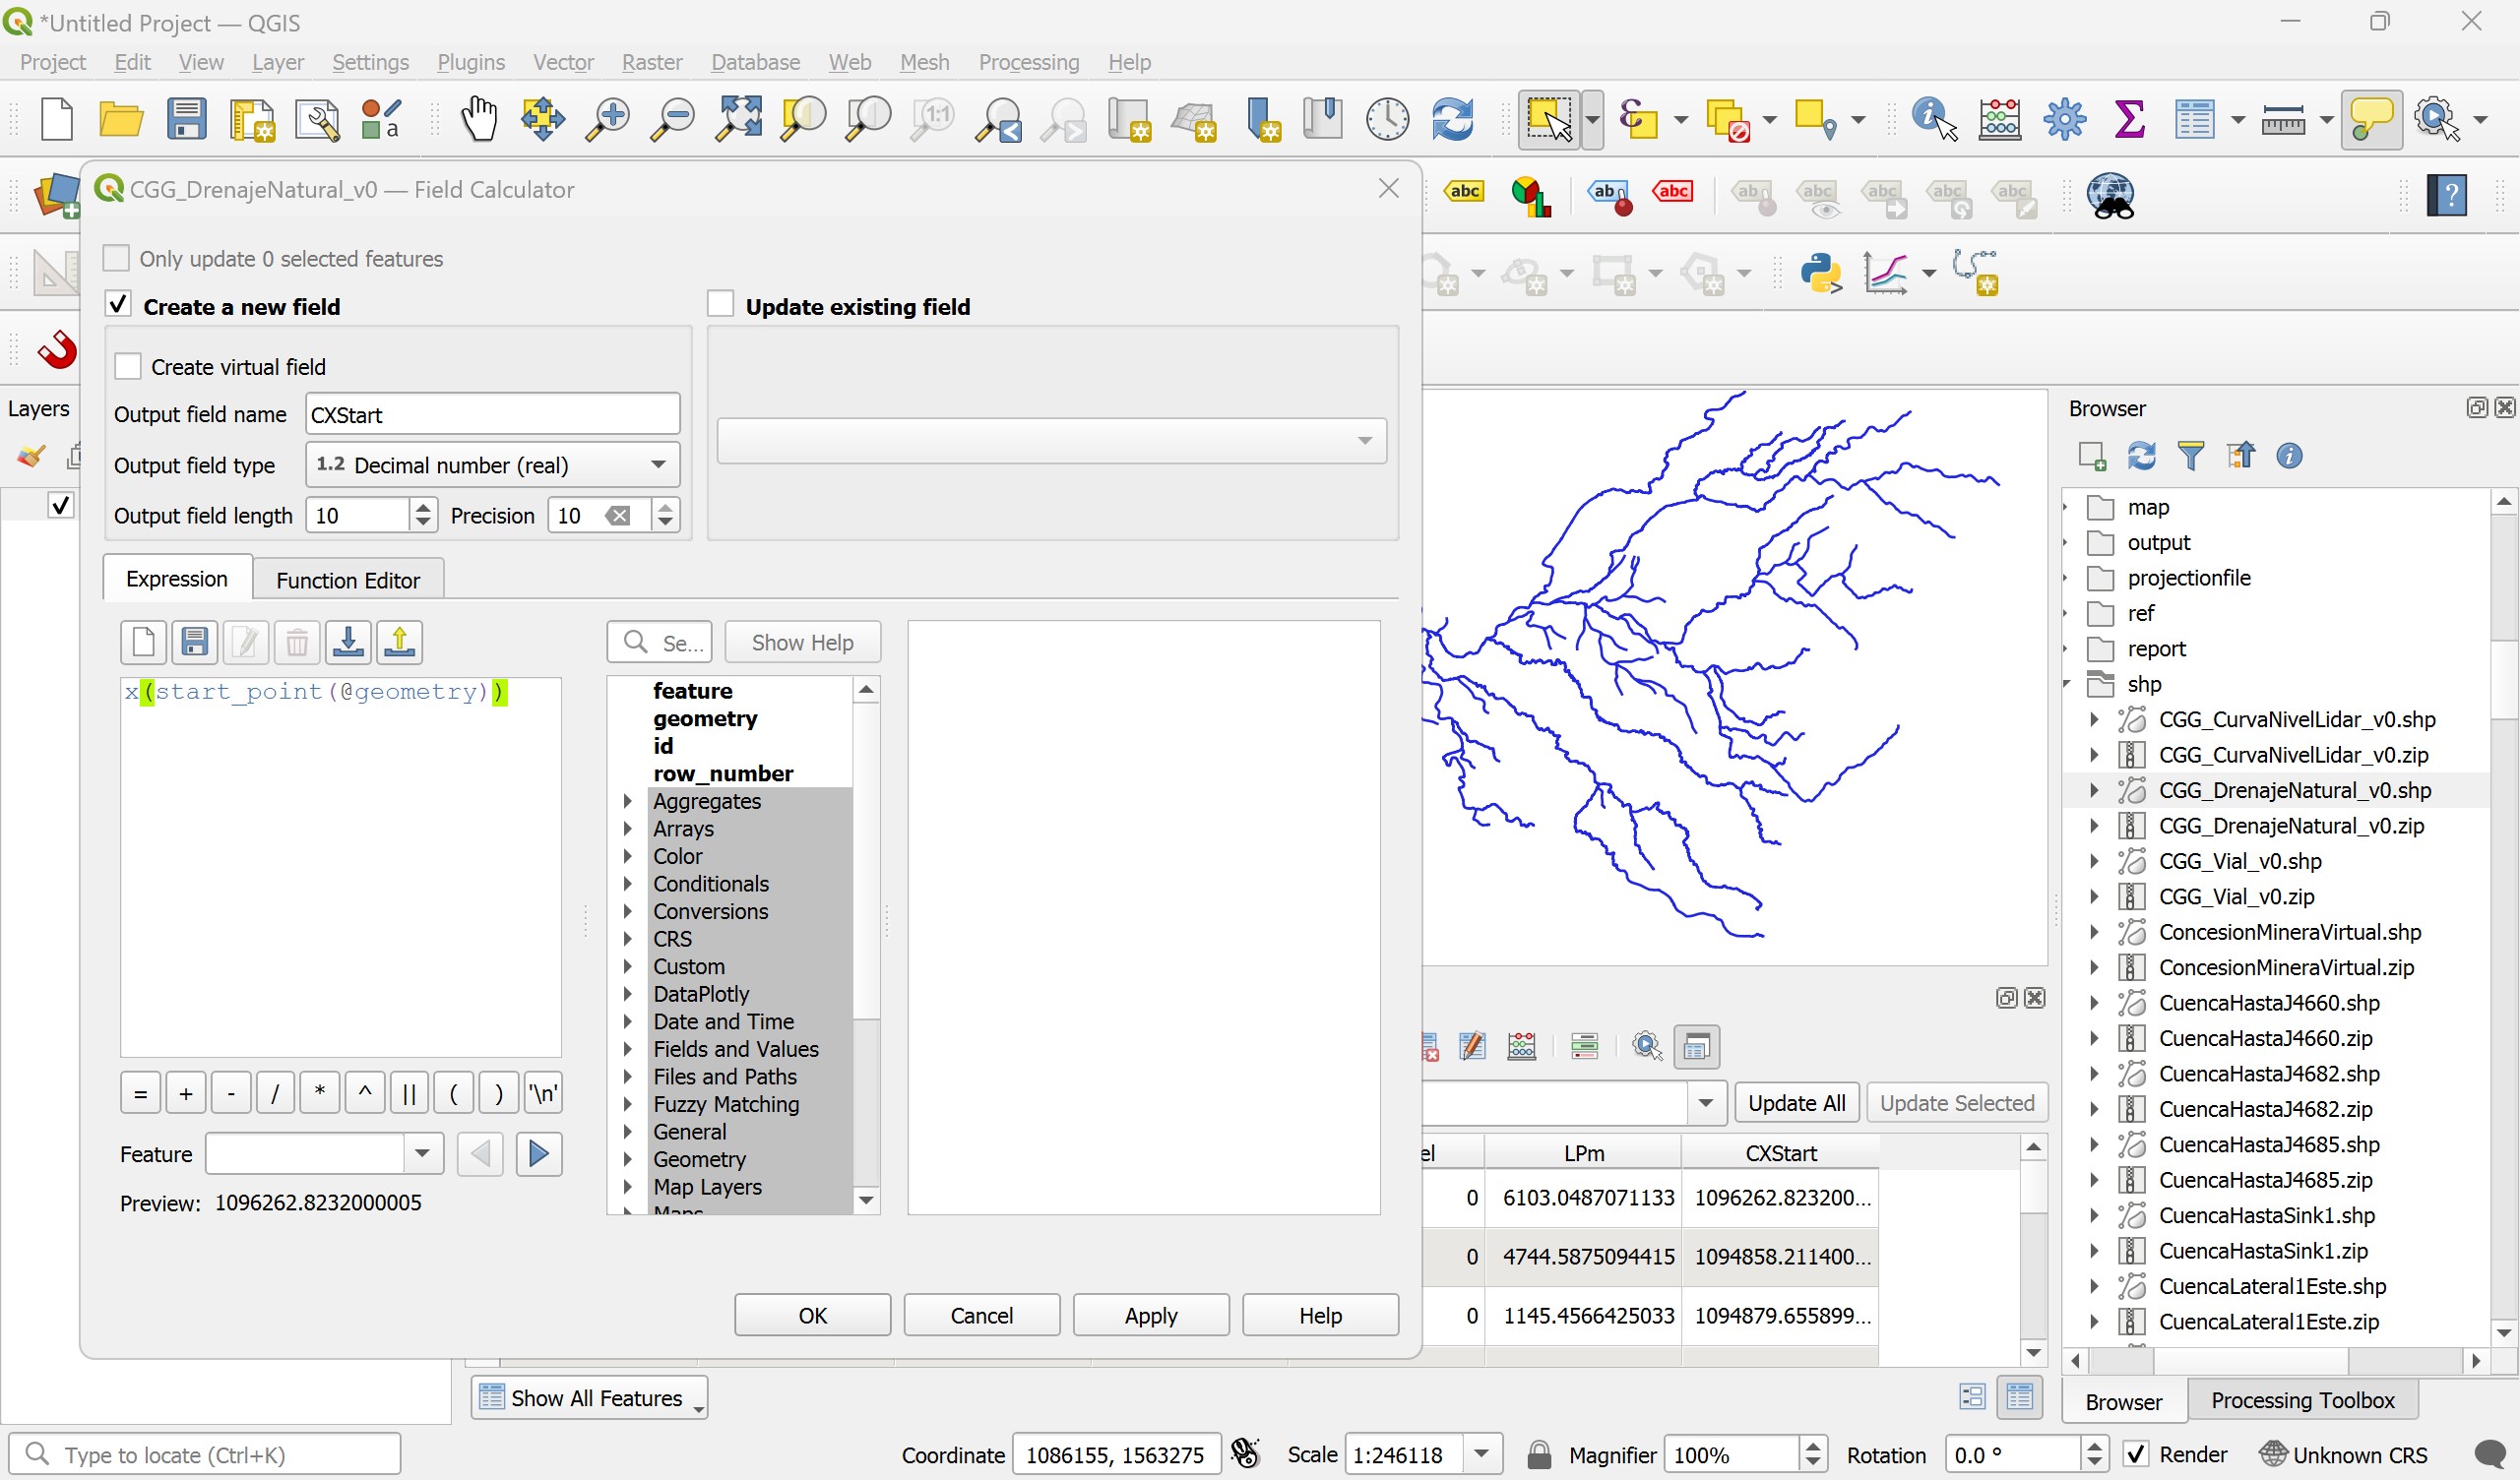 *Untitled Project — QGIS
Project Edit View Layer Settings Plugins Vector Raster Database Web Mesh Processing Help
CGG_DrenajeNatural_v0 — Field Calculator
Only update 0 selected features
Create a new field
Update existing field
Create virtual field
Output field name CXStart
Output field type 1.2 Decimal number (real)
Output field length 10 Precision 10
Expression Function Editor
Se... Show Help
x(start_point(@geometry))
feature
geometry
id
row_number
Aggregates
Arrays
Color
Conditionals
Conversions
CRS
Custom
DataPlotly
Date and Time
Fields and Values
Files and Paths
Fuzzy Matching
General
Geometry
Map Layers
Maps
= + - / * ^ || ( ) '\n'
Feature
Preview: 1096262.8232000005
OK Cancel Apply Help
Layers
Browser
map
output
projectionfile
ref
report
shp
CGG_CurvaNivelLidar_v0.shp
CGG_CurvaNivelLidar_v0.zip
CGG_DrenajeNatural_v0.shp
CGG_DrenajeNatural_v0.zip
CGG_Vial_v0.shp
CGG_Vial_v0.zip
ConcesionMineraVirtual.shp
ConcesionMineraVirtual.zip
CuencaHastaJ4660.shp
CuencaHastaJ4660.zip
CuencaHastaJ4682.shp
CuencaHastaJ4682.zip
CuencaHastaJ4685.shp
CuencaHastaJ4685.zip
CuencaHastaSink1.shp
CuencaHastaSink1.zip
CuencaLateral1Este.shp
CuencaLateral1Este.zip
Update All Update Selected
el LPm CXStart
0 6103.0487071133 1096262.823200...
0 4744.5875094415 1094858.211400...
0 1145.4566425033 1094879.655899...
Show All Features
Browser Processing Toolbox
Type to locate (Ctrl+K)
Coordinate 1086155, 1563275 Scale 1:246118 Magnifier 100% Rotation 0.0 ° Render Unknown CRS